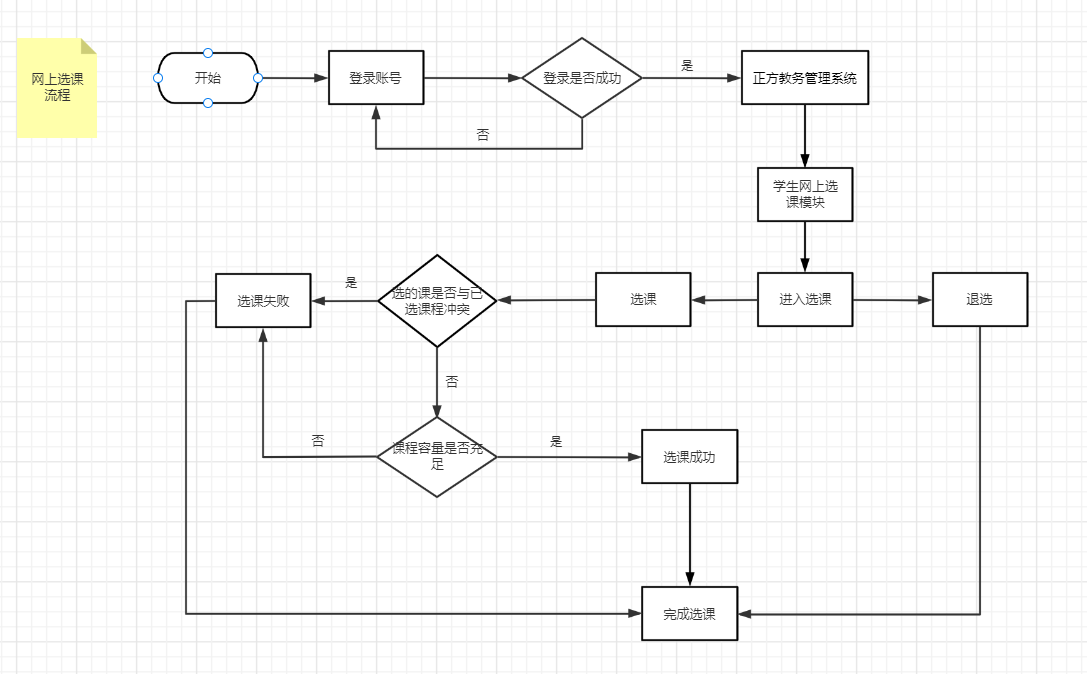 网上选课
流程
开始
登录账号
登录是否成功
是
正方教务管理系统
否
学生网上选
课模块
选课失败
是
选的课是否与已
选课程冲突
选课
进入选课
退选
否
否
课程容量是否充
足
是
选课成功
完成选课